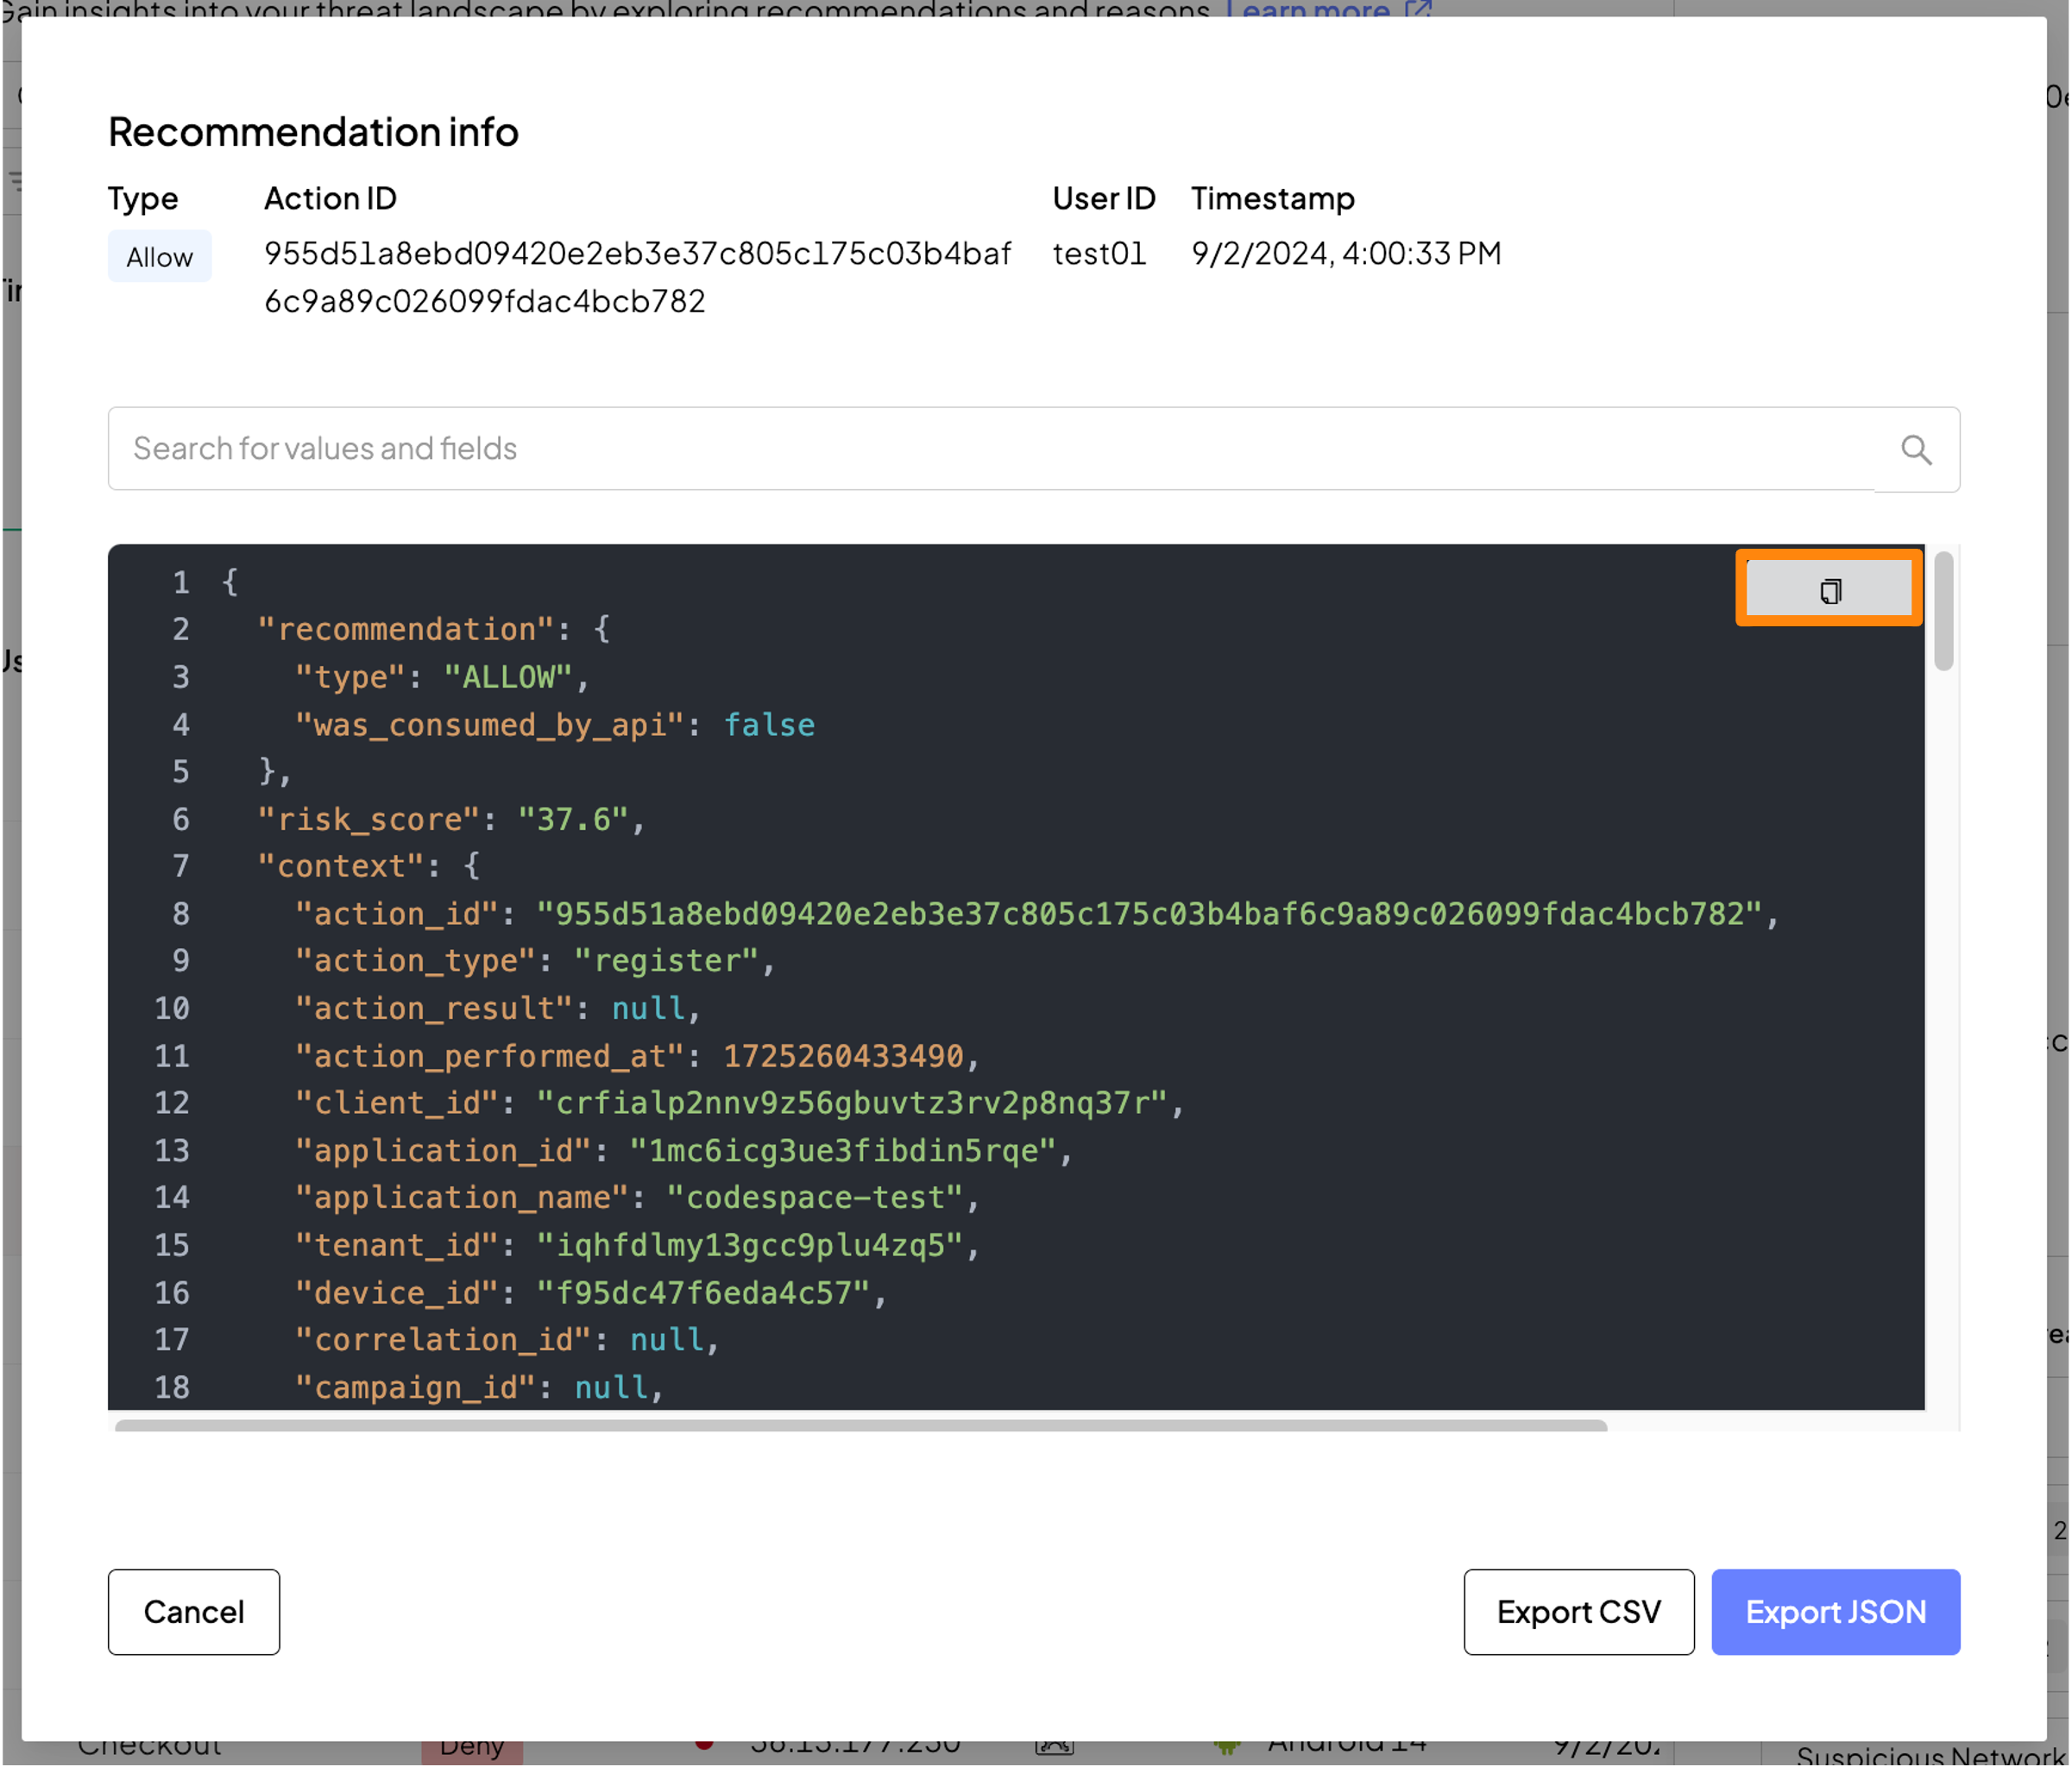 Gain insights into your threat landscape by exploring recommendations and reasons. Learn more
Recommendation info
Type Action ID User ID Timestamp
Allow 955d51a8ebd09420e2eb3e37c805c175c03b4baf test01 9/2/2024, 4:00:33 PM
6c9a89c026099fdac4bcb782
Search for values and fields
1 {
2 "recommendation": {
3 "type": "ALLOW",
4 "was_consumed_by_api": false
5 },
6 "risk_score": "37.6",
7 "context": {
8 "action_id": "955d51a8ebd09420e2eb3e37c805c175c03b4baf6c9a89c026099fdac4bcb782",
9 "action_type": "register",
10 "action_result": null,
11 "action_performed_at": 1725260433490,
12 "client_id": "crfialp2nnv9z56gbuvtz3rv2p8nq37r",
13 "application_id": "1mc6icg3ue3fibdin5rqe",
14 "application_name": "codespace-test",
15 "tenant_id": "iqhfdlmy13gcc9plu4zq5",
16 "device_id": "f95dc47f6eda4c57",
17 "correlation_id": null,
18 "campaign_id": null,
Cancel Export CSV Export JSON
Checkout Deny Android 14 9/2/202
Suspicious Network